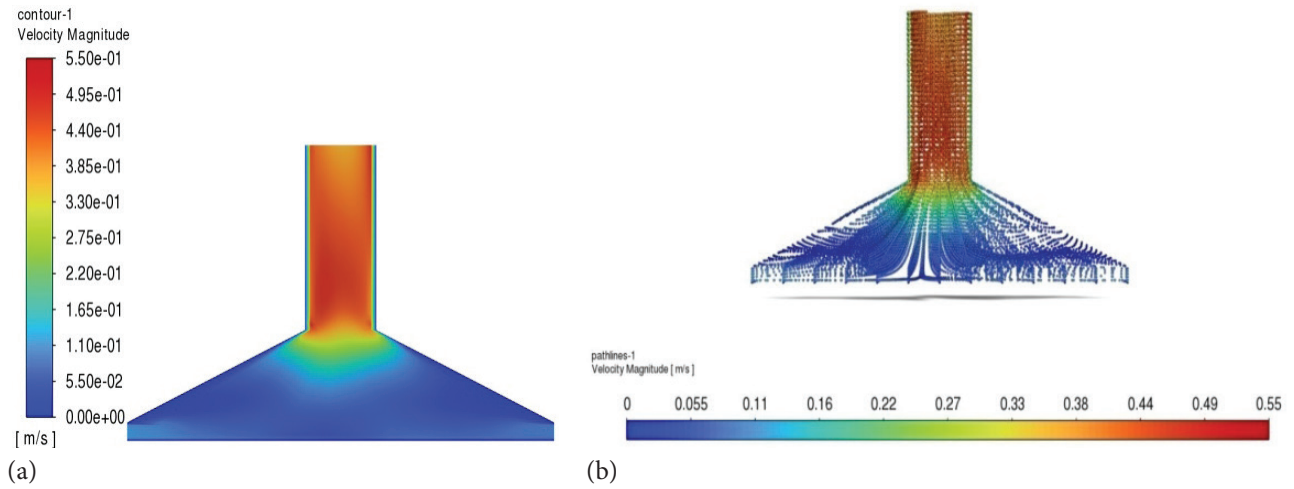 contour-1
Velocity Magnitude
5.50e-01
4.95e-01
4.40e-01
3.85e-01
3.30e-01
2.75e-01
2.20e-01
1.65e-01
1.10e-01
5.50e-02
0.00e+00
[ m/s ]
(a)
pathlines-1
Velocity Magnitude [ m/s ]
0 0.055 0.11 0.16 0.22 0.27 0.33 0.38 0.44 0.49 0.55
(b)